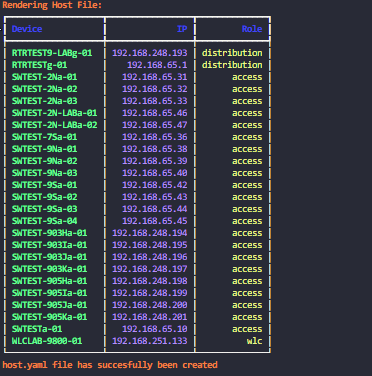 Rendering Host File:
Device IP Role
RTRTEST9-LABg-01 192.168.248.193 distribution
RTRTESTg-01 192.168.65.1 distribution
SWTEST-2Na-01 192.168.65.31 access
SWTEST-2Na-02 192.168.65.32 access
SWTEST-2Na-03 192.168.65.33 access
SWTEST-2N-LABa-01 192.168.65.46 access
SWTEST-2N-LABa-02 192.168.65.47 access
SWTEST-7Sa-01 192.168.65.36 access
SWTEST-9Na-01 192.168.65.38 access
SWTEST-9Na-02 192.168.65.39 access
SWTEST-9Na-03 192.168.65.40 access
SWTEST-9Sa-01 192.168.65.42 access
SWTEST-9Sa-02 192.168.65.43 access
SWTEST-9Sa-03 192.168.65.44 access
SWTEST-9Sa-04 192.168.65.45 access
SWTEST-903Ha-01 192.168.248.194 access
SWTEST-903Ia-01 192.168.248.195 access
SWTEST-903Ja-01 192.168.248.196 access
SWTEST-903Ka-01 192.168.248.197 access
SWTEST-905Ha-01 192.168.248.198 access
SWTEST-905Ia-01 192.168.248.199 access
SWTEST-905Ja-01 192.168.248.200 access
SWTEST-905Ka-01 192.168.248.201 access
SWTESTa-01 192.168.65.10 access
WLCLAB-9800-01 192.168.251.133 wlc
host.yaml file has succesfully been created